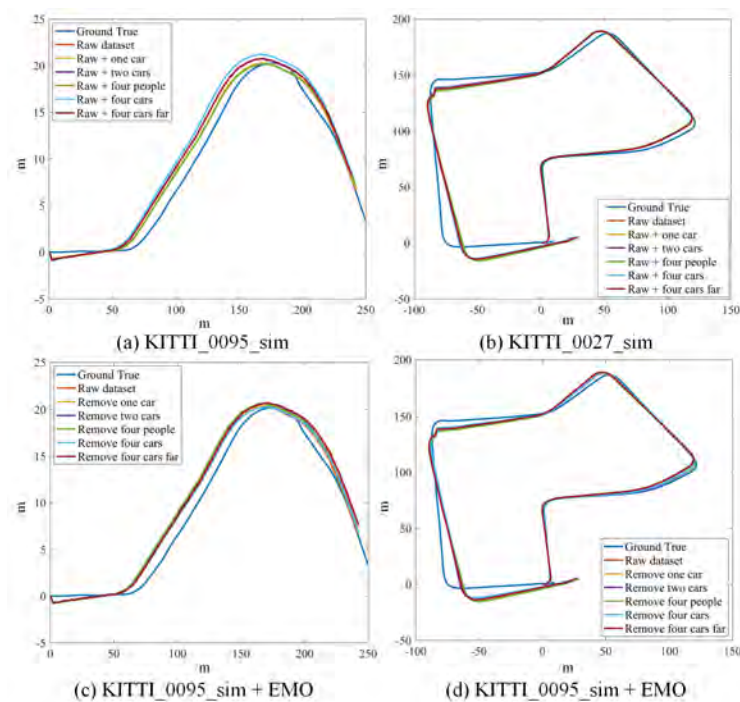 25
20
15
10
5
0
-5
m
0
50
100
150
200
250
m
Ground True
Raw dataset
Raw + one car
Raw + two cars
Raw + four people
Raw + four cars
Raw + four cars far
(a) KITTI_0095_sim
200
150
100
50
0
-50
m
-100
-50
0
50
100
150
m
Ground True
Raw dataset
Raw + one car
Raw + two cars
Raw + four people
Raw + four cars
Raw + four cars far
(b) KITTI_0027_sim
25
20
15
10
5
0
-5
m
0
50
100
150
200
250
m
Ground True
Raw dataset
Remove one car
Remove two cars
Remove four people
Remove four cars
Remove four cars far
(c) KITTI_0095_sim + EMO
200
150
100
50
0
-50
m
-100
-50
0
50
100
150
m
Ground True
Raw dataset
Remove one car
Remove two cars
Remove four people
Remove four cars
Remove four cars far
(d) KITTI_0095_sim + EMO